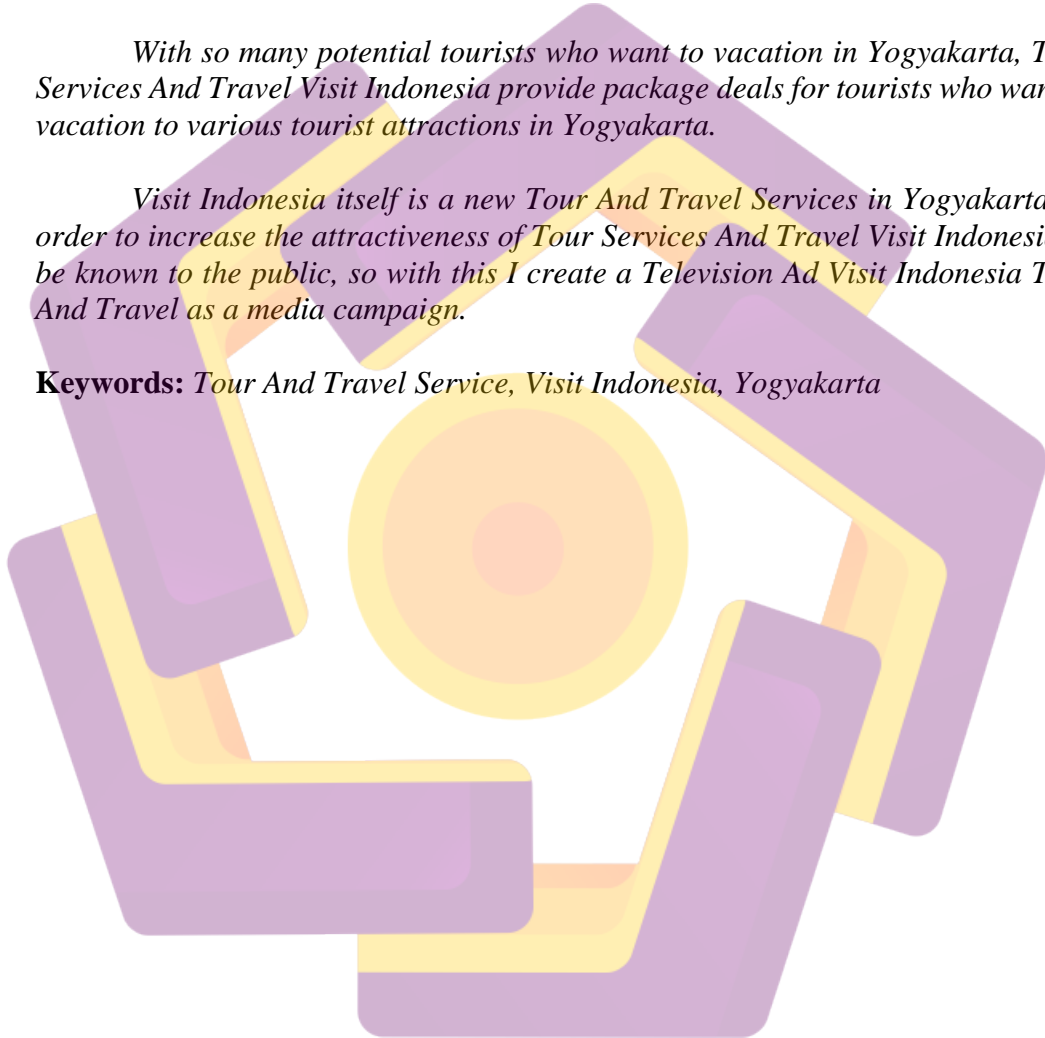 With so many potential tourists who want to vacation in Yogyakarta, T
Services And Travel Visit Indonesia provide package deals for tourists who wan
vacation to various tourist attractions in Yogyakarta.
Visit Indonesia itself is a new Tour And Travel Services in Yogyakarta
order to increase the attractiveness of Tour Services And Travel Visit Indonesia
be known to the public, so with this I create a Television Ad Visit Indonesia T
And Travel as a media campaign.
Keywords: Tour And Travel Service, Visit Indonesia, Yogyakarta